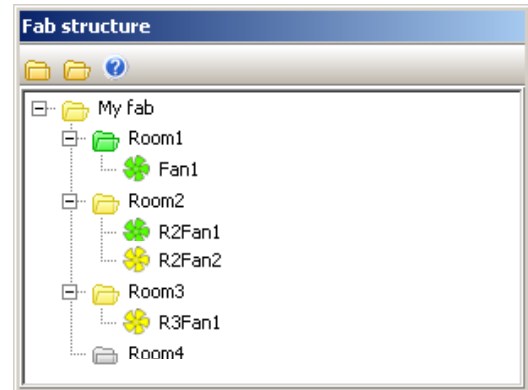 Fab structure
?
My fab
Room1
Fan1
Room2
R2Fan1
R2Fan2
Room3
R3Fan1
Room4